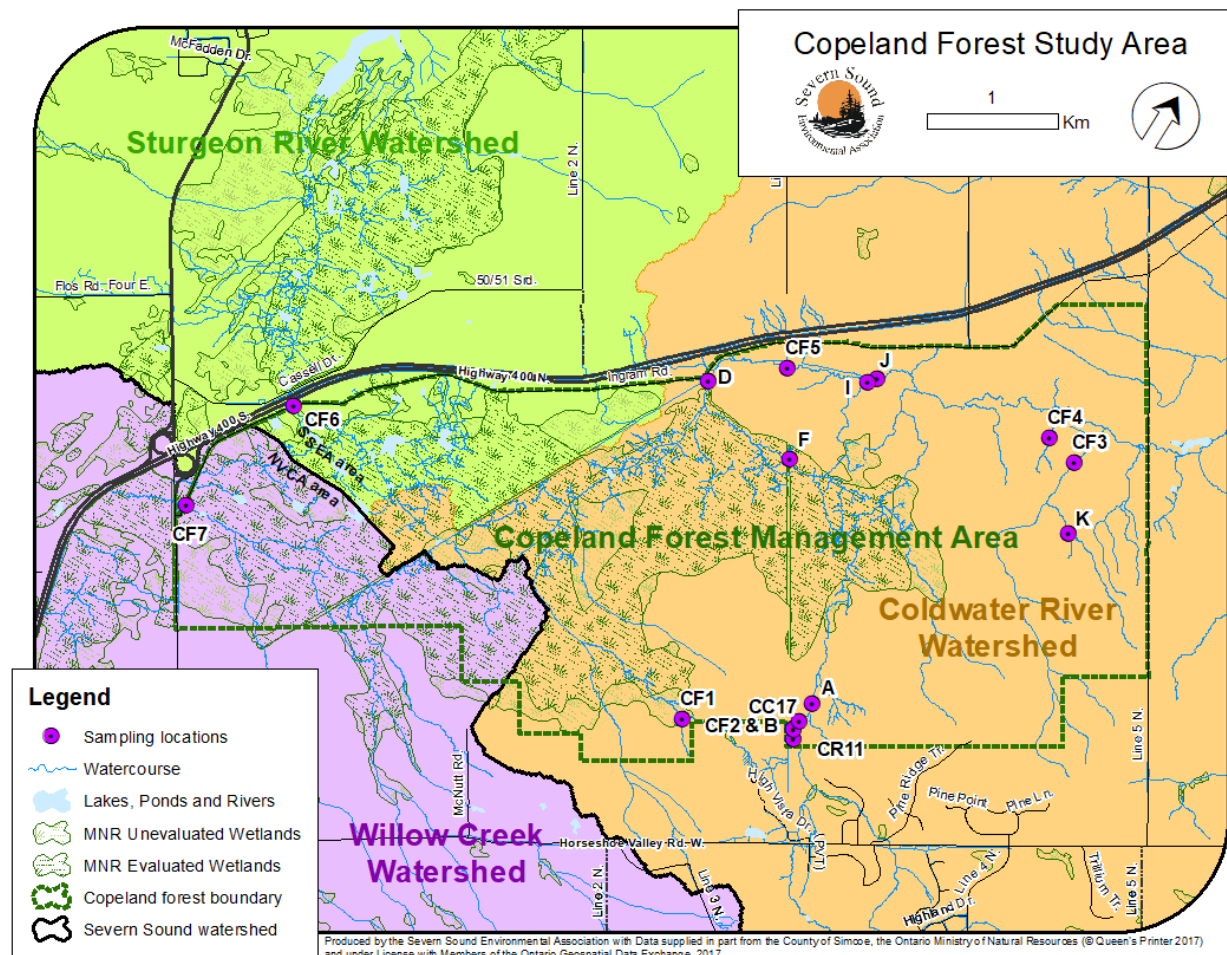 Copeland Forest Study Area
Severn Sound
Environmental Association
1
Km
McFadden Dr.
Sturgeon River Watershed
Line 2 N.
Flos Rd. Four E.
50/51 Srd.
Cassell Dr.
Highway 400 N.
Ingram Rd.
Highway 400 S.
CF5
J
I
D
CF6
SSEA area
NVCA area
CF4
CF3
F
CF7
K
Copeland Forest Management Area
Coldwater River
Watershed
A
CF1
CC17
CF2 & B
CR11
Line 5 N.
Legend
Sampling locations
Watercourse
Lakes, Ponds and Rivers
MNR Unevaluated Wetlands
MNR Evaluated Wetlands
Copeland forest boundary
Severn Sound watershed
McNutt Rd
High Vista Dr. (PVT)
Pine Ridge Tr.
Pine Point
Pine Ln.
Willow Creek
Watershed
Horseshoe Valley Rd. W.
Line 2 N.
Line 3 N.
Line 4 N.
Highland Dr.
Trillium Tr.
Line 5 N.
Produced by the Severn Sound Environmental Association with Data supplied in part from the County of Simcoe, the Ontario Ministry of Natural Resources (© Queen's Printer 2017)
and under License with Members of the Ontario Geospatial Data Exchange, 2017.